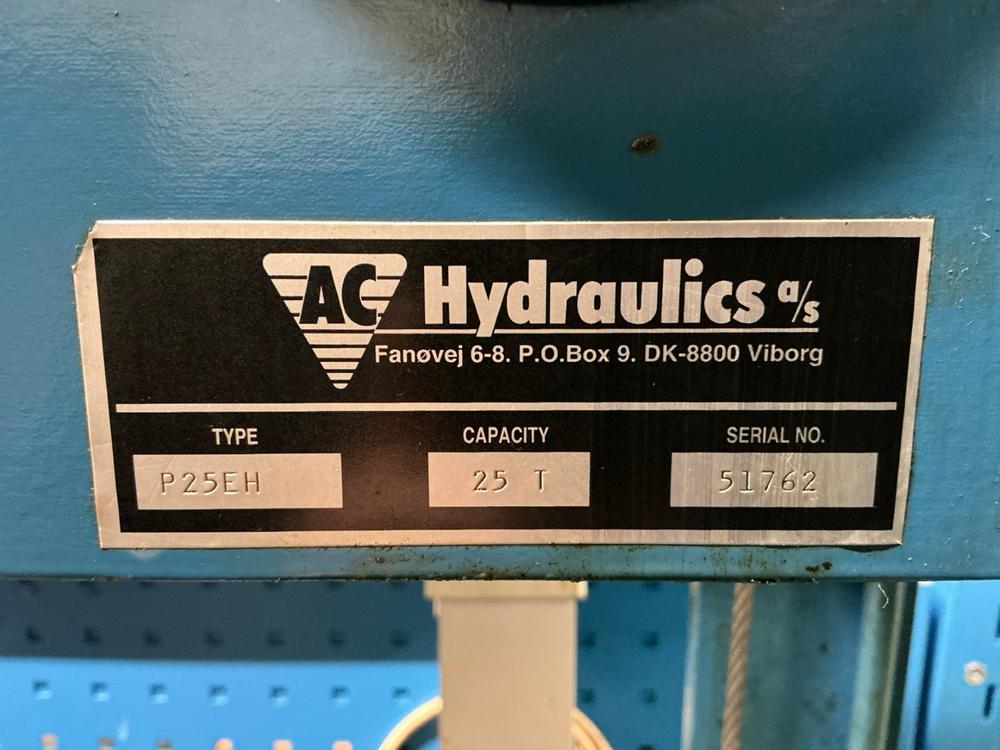 AC Hydraulics a/s
Fanøvej 6-8. P.O.Box 9. DK-8800 Viborg
TYPE CAPACITY SERIAL NO.
P25EH 25 T 51762